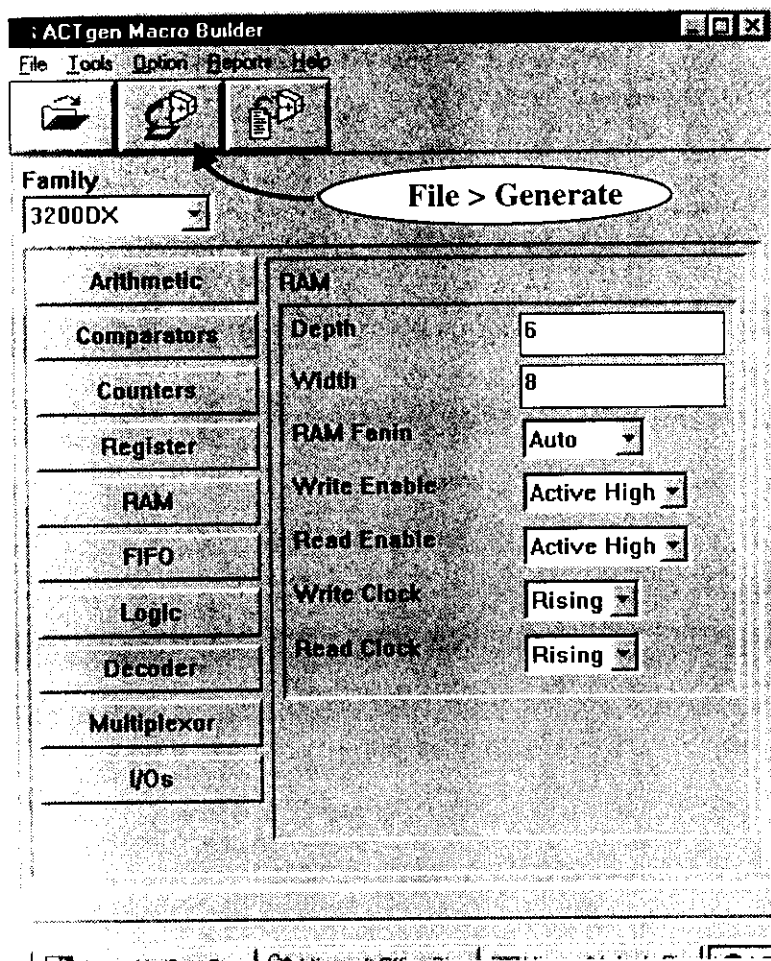 ACTgen Macro Builder
File Tools Option Reports Help
File > Generate
Family
3200DX
Arithmetic
Comparators
Counters
Register
RAM
FIFO
Logic
Decoder
Multiplexor
I/Os
RAM
Depth 6
Width 8
RAM Fanin Auto
Write Enable Active High
Read Enable Active High
Write Clock Rising
Read Clock Rising